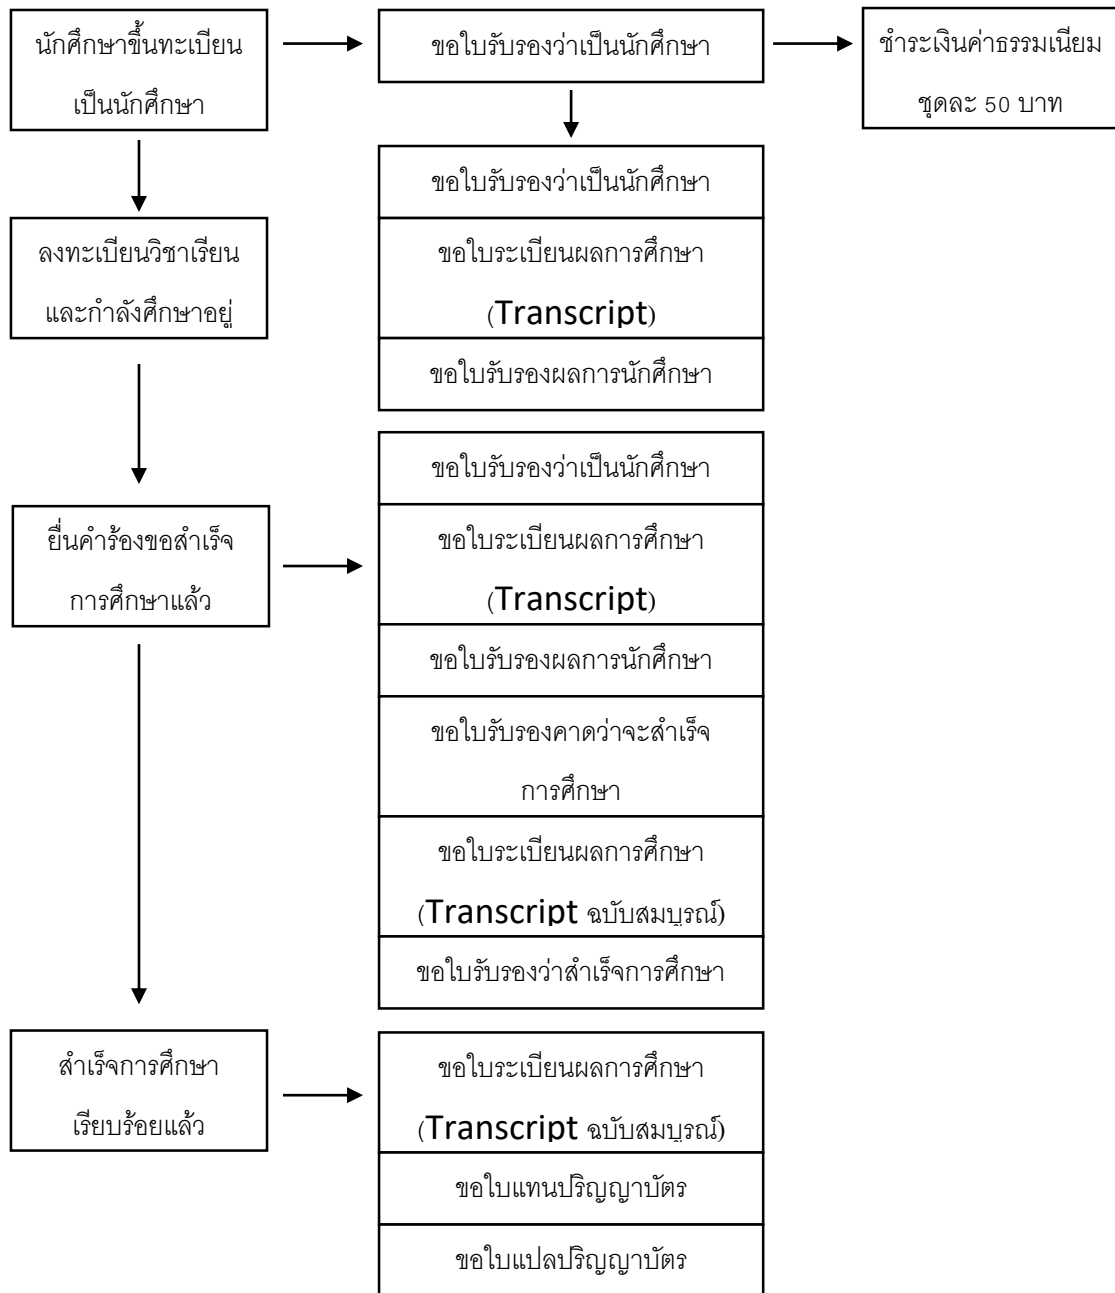 นักศึกษาขึ้นทะเบียน
เป็นนักศึกษา
ขอใบรับรองว่าเป็นนักศึกษา
ชำระเงินค่าธรรมเนียม
ชุดละ 50 บาท
ลงทะเบียนวิชาเรียน
และกำลังศึกษาอยู่
ขอใบรับรองว่าเป็นนักศึกษา
ขอใบระเบียนผลการศึกษา
(Transcript)
ขอใบรับรองผลการนักศึกษา
ยื่นคำร้องขอสำเร็จ
การศึกษาแล้ว
ขอใบรับรองว่าเป็นนักศึกษา
ขอใบระเบียนผลการศึกษา
(Transcript)
ขอใบรับรองผลการนักศึกษา
ขอใบรับรองคาดว่าจะสำเร็จ
การศึกษา
ขอใบระเบียนผลการศึกษา
(Transcript ฉบับสมบูรณ์)
ขอใบรับรองว่าสำเร็จการศึกษา
สำเร็จการศึกษา
เรียบร้อยแล้ว
ขอใบระเบียนผลการศึกษา
(Transcript ฉบับสมบูรณ์)
ขอใบแทนปริญญาบัตร
ขอใบแปลปริญญาบัตร